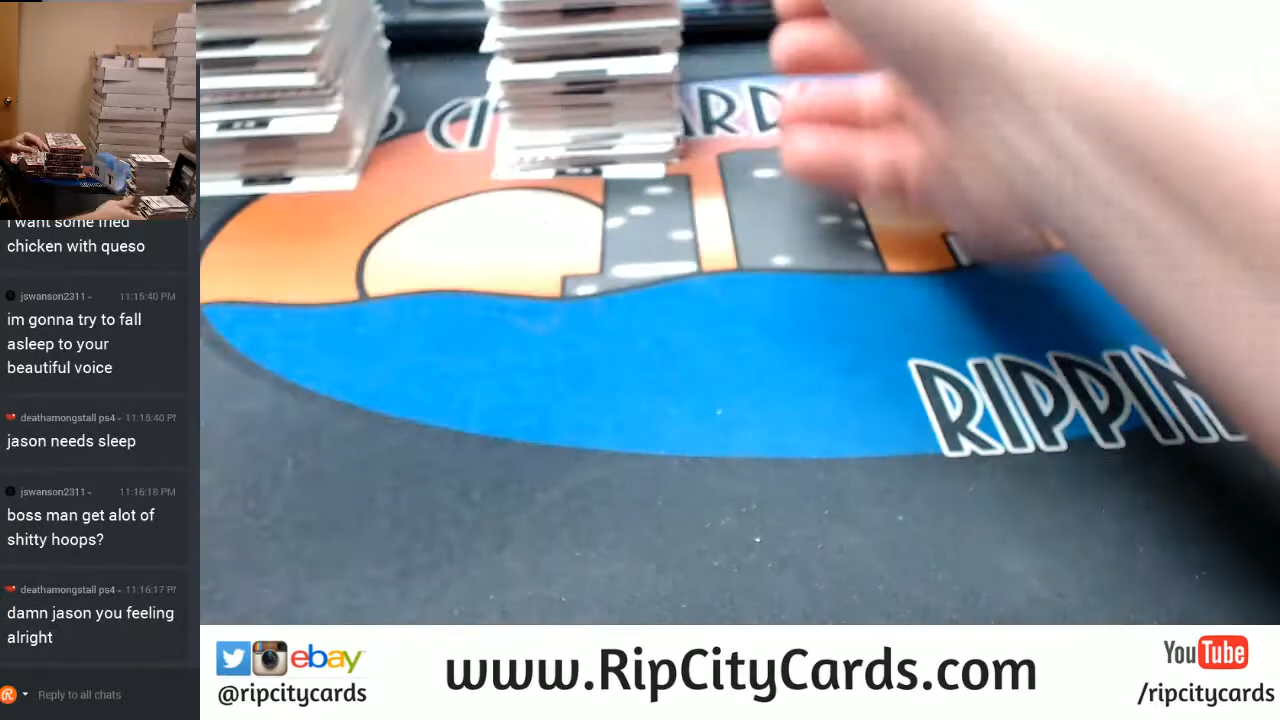 I want some fried
chicken with queso
jswanson2311 11:15:40 PM
im gonna try to fall
asleep to your
beautiful voice
deathamongstall ps4 - 11:15:40 PM
jason needs sleep
jswanson2311 11:16:18 PM
boss man get alot of
shitty hoops?
deathamongstall ps4 - 11:16:17 PM
damn jason you feeling
alright
Reply to all chats
RIPPIN
ebay
@ripcitycards
www.RipCityCards.com
YouTube
/ripcitycards